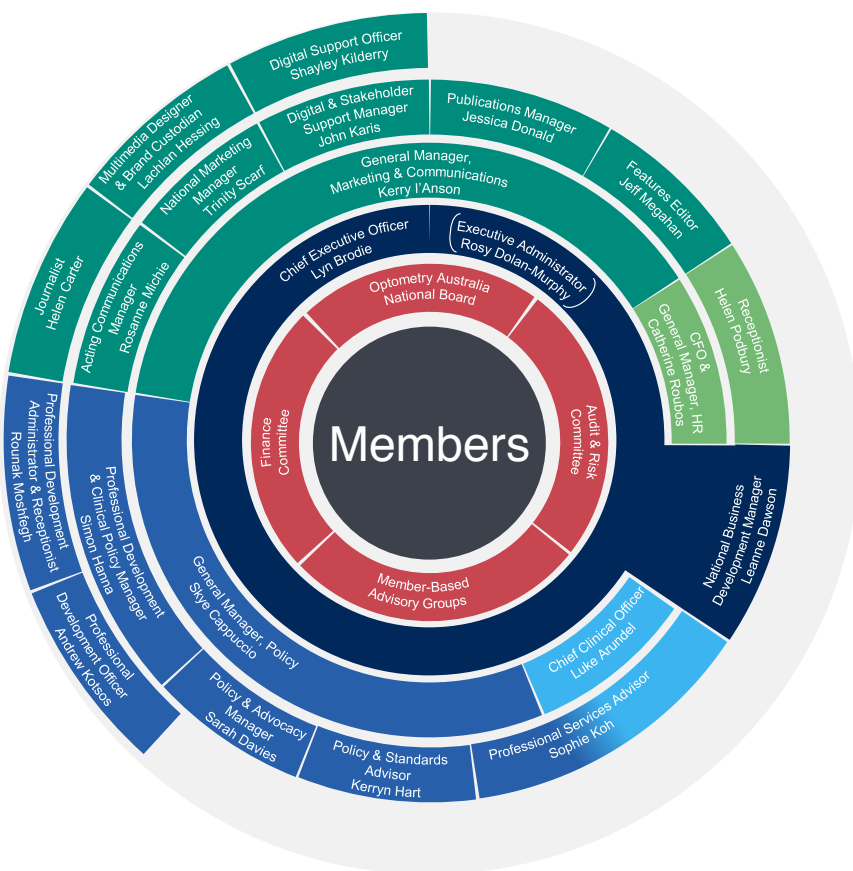 Digital Support Officer
Shayley Kilderry
Multimedia Designer
& Brand Custodian
Lachlan Hessing
Journalist
Helen Carter
Digital & Stakeholder
Support Manager
John Karis
Publications Manager
Jessica Donald
National Marketing
Manager
Trinity Scarf
Features Editor
Jeff Megahan
Acting Communications
Manager
Rosanne Michie
General Manager,
Marketing & Communications
Kerry I'Anson
Receptionist
Helen Podbury
CFO &
General Manager, HR
Catherine Roubos
Chief Executive Officer
Lyn Brodie
Executive Administrator
Rosy Dolan-Murphy
Optometry Australia
National Board
Finance
Committee
Members
Audit & Risk
Committee
Member-Based
Advisory Groups
National Business
Development Manager
Leanne Dawson
Professional Development
Administrator & Receptionist
Rounak Moshfegh
Professional Development
& Clinical Policy Manager
Simon Hanna
General Manager, Policy
Skye Cappuccio
Chief Clinical Officer
Luke Arundel
Professional
Development Officer
Andrew Kotsos
Policy & Advocacy
Manager
Sarah Davies
Policy & Standards
Advisor
Kerryn Hart
Professional Services Advisor
Sophie Koh